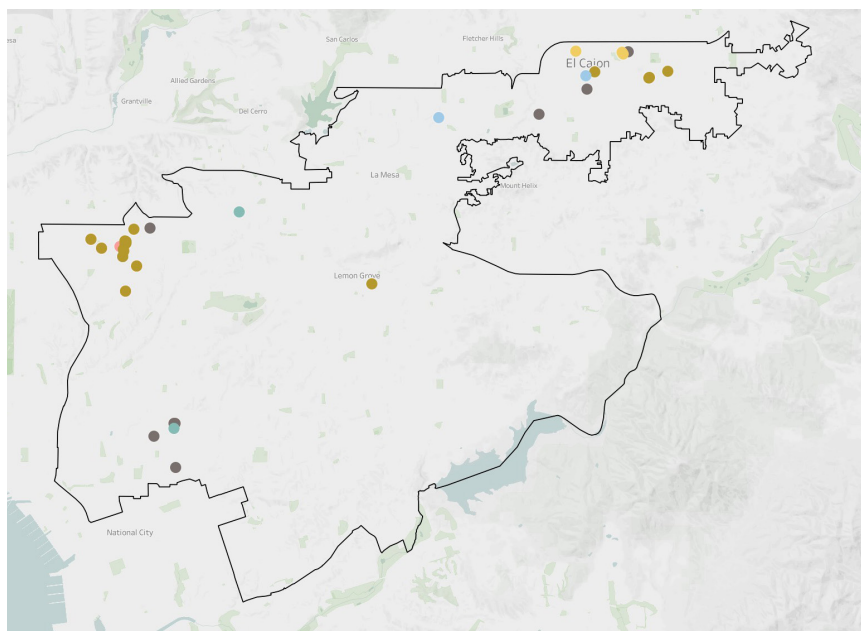 San Carlos
Fletcher Hills
esa
El Cajon
Allied Gardens
Grantville
Del Cerro
La Mesa
Mount Helix
Lemon Grove
National City